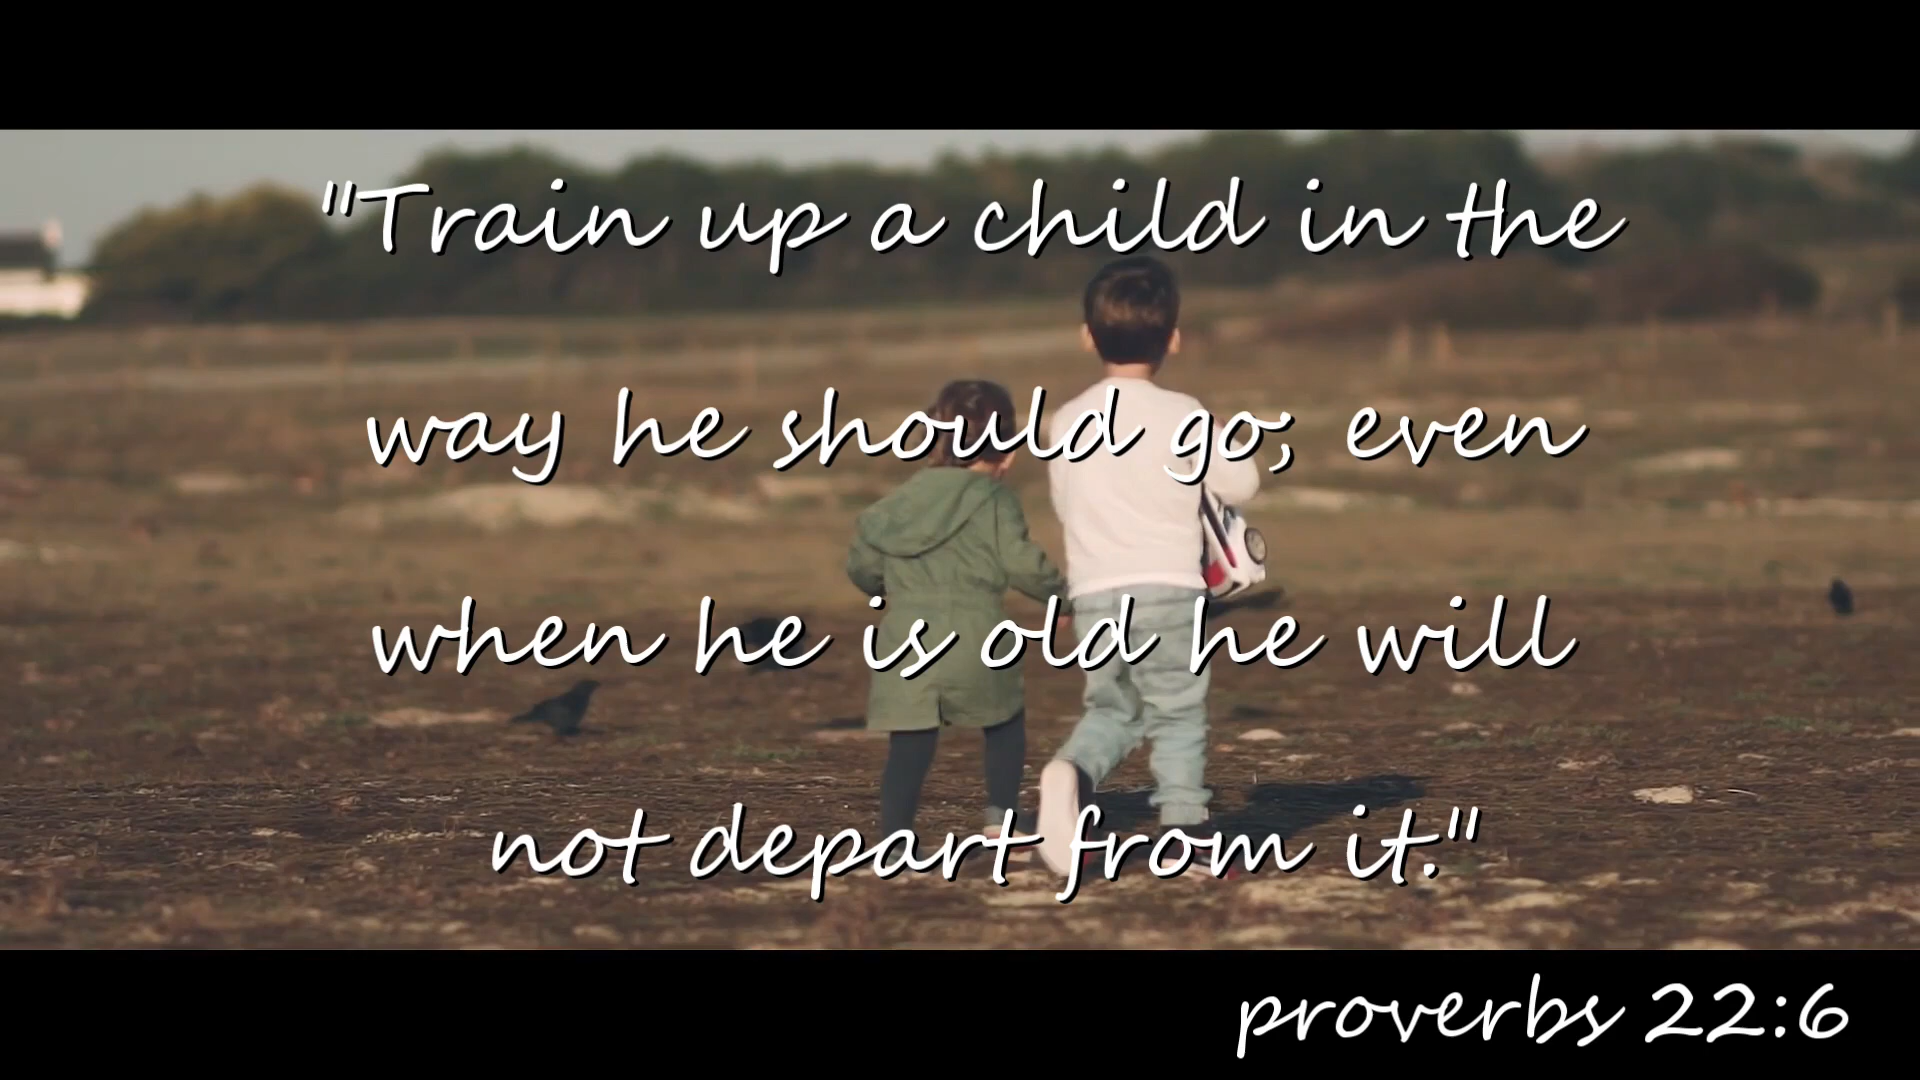 "Train up a child in the
way he should go; even
when he is old he will
not depart from it."
proverbs 22:6